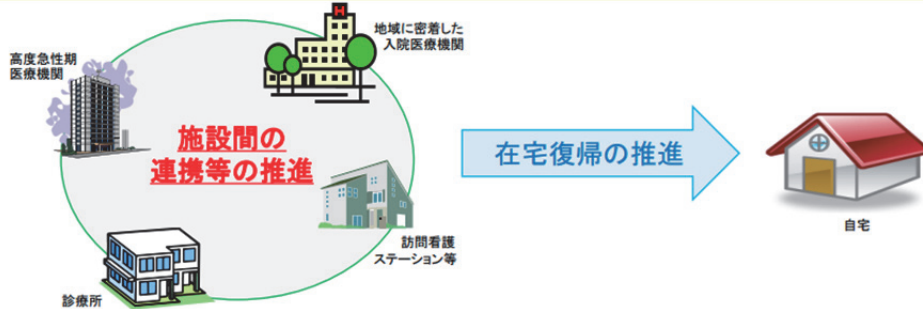 地域に密着した
入院医療機関
高度急性期
医療機関
H
施設間の
連携等の推進
在宅復帰の推進
訪問看護
ステーション等
自宅
診療所